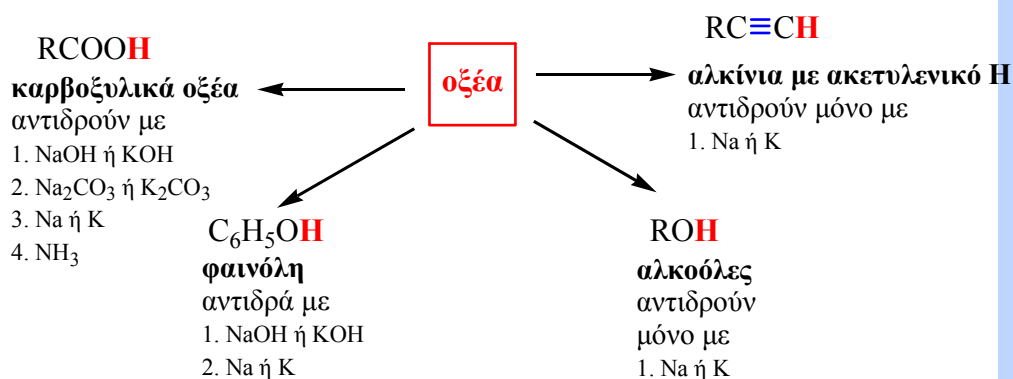 οξέα
RCOOH
καρβοξυλικά οξέα
αντιδρούν με
1. NaOH ή KOH
2. Na₂CO₃ ή K₂CO₃
3. Na ή K
4. NH₃
C₆H₅OH
φαινόλη
αντιδρά με
1. NaOH ή KOH
2. Na ή K
ROH
αλκοόλες
αντιδρούν
μόνο με
1. Na ή K
RC≡CH
αλκίνια με ακετυλενικό Η
αντιδρούν μόνο με
1. Na ή K